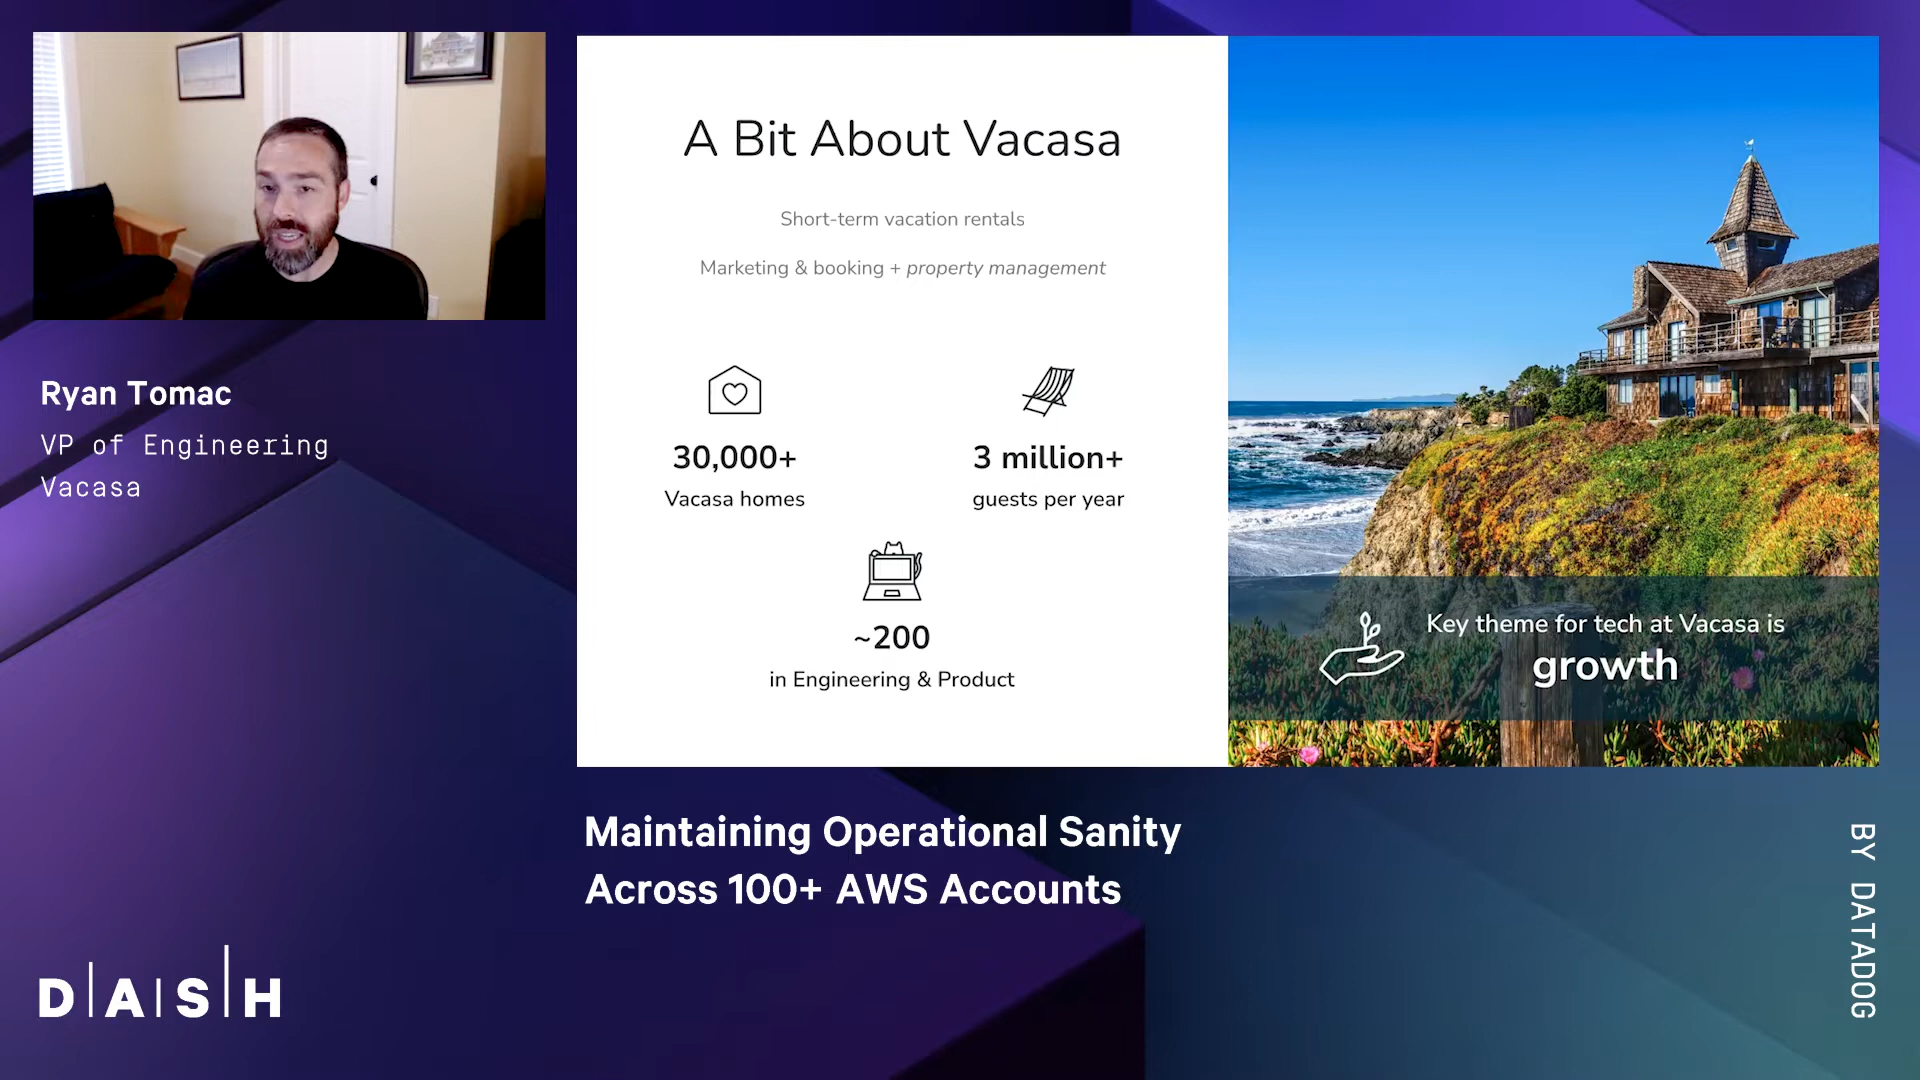 Ryan Tomac
VP of Engineering
Vacasa
A Bit About Vacasa
Short-term vacation rentals
Marketing & booking + property management
30,000+
Vacasa homes
3 million+
guests per year
~200
in Engineering & Product
Key theme for tech at Vacasa is
growth
Maintaining Operational Sanity
Across 100+ AWS Accounts
DASH
BY DATADOG